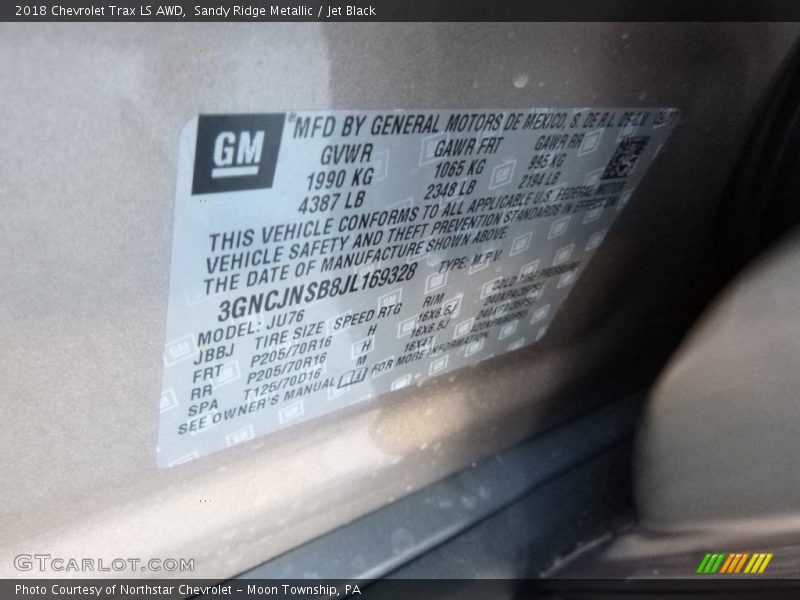 2018 Chevrolet Trax LS AWD, Sandy Ridge Metallic / Jet Black
GM
®MFD BY GENERAL MOTORS DE MEXICO, S. DE R.L. DE C.V.
GVWR GAWR FRT GAWR RR
1990 KG 1065 KG 995 KG
4387 LB 2348 LB 2194 LB
THIS VEHICLE CONFORMS TO ALL APPLICABLE U.S. FEDERAL MOTOR
VEHICLE SAFETY AND THEFT PREVENTION STANDARDS IN EFFECT ON
THE DATE OF MANUFACTURE SHOWN ABOVE
3GNCJNSB8JL169328 TYPE: M.P.V.
MODEL: JU76
JBBJ TIRE SIZE SPEED RTG RIM COLD TIRE PRESSURE
FRT P205/70R16 H 16X6.5J
RR P205/70R16 H 16X6.5J
SPA T125/70D16 M 16X4T
SEE OWNER'S MANUAL FOR MORE INFORMATION
GTCARLOT.COM
Photo Courtesy of Northstar Chevrolet - Moon Township, PA